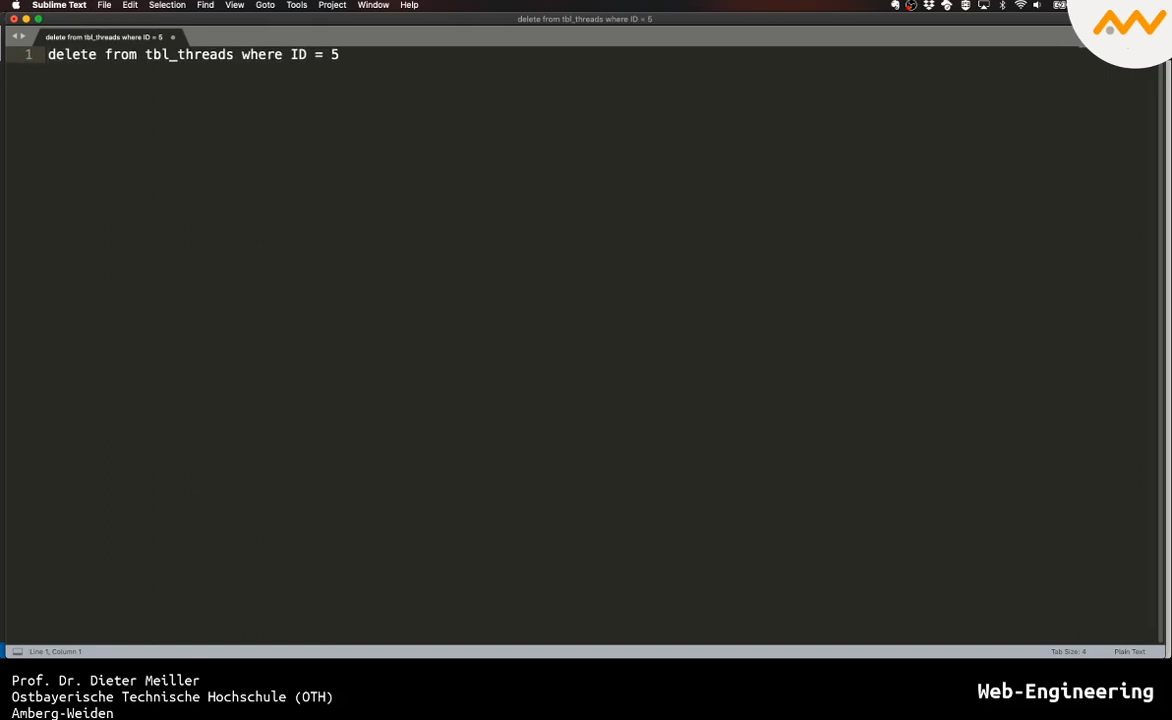 Sublime Text File Edit Selection Find View Goto Tools Project Window Help
delete from tbl_threads where ID = 5
delete from tbl_threads where ID = 5
1 delete from tbl_threads where ID = 5
Line 1, Column 1 Tab Size: 4 Plain Text
Prof. Dr. Dieter Meiller
Ostbayerische Technische Hochschule (OTH)
Amberg-Weiden
Web-Engineering